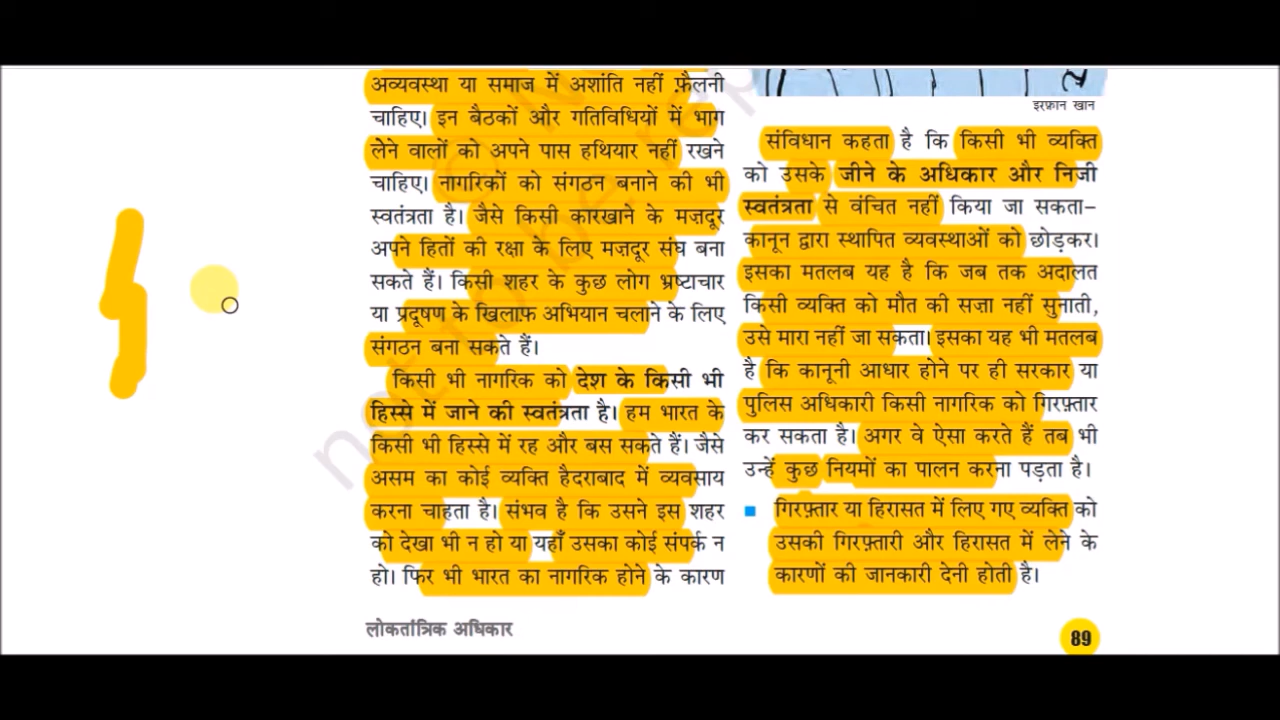 अव्यवस्था या समाज में अशांति नहीं फ़ैलनी
चाहिए। इन बैठकों और गतिविधियों में भाग
लेने वालों को अपने पास हथियार नहीं रखने
चाहिए। नागरिकों को संगठन बनाने की भी
स्वतंत्रता है। जैसे किसी कारखाने के मज़दूर
अपने हितों की रक्षा के लिए मज़दूर संघ बना
सकते हैं। किसी शहर के कुछ लोग भ्रष्टाचार
या प्रदूषण के खिलाफ़ अभियान चलाने के लिए
संगठन बना सकते हैं।
किसी भी नागरिक को देश के किसी भी
हिस्से में जाने की स्वतंत्रता है। हम भारत के
किसी भी हिस्से में रह और बस सकते हैं। जैसे
असम का कोई व्यक्ति हैदराबाद में व्यवसाय
करना चाहता है। संभव है कि उसने इस शहर
को देखा भी न हो या यहाँ उसका कोई संपर्क न
हो। फिर भी भारत का नागरिक होने के कारण
लोकतांत्रिक अधिकार
इरफ़ान खान
संविधान कहता है कि किसी भी व्यक्ति
को उसके जीने के अधिकार और निजी
स्वतंत्रता से वंचित नहीं किया जा सकता–
कानून द्वारा स्थापित व्यवस्थाओं को छोड़कर।
इसका मतलब यह है कि जब तक अदालत
किसी व्यक्ति को मौत की सज़ा नहीं सुनाती,
उसे मारा नहीं जा सकता। इसका यह भी मतलब
है कि कानूनी आधार होने पर ही सरकार या
पुलिस अधिकारी किसी नागरिक को गिरफ़्तार
कर सकता है। अगर वे ऐसा करते हैं तब भी
उन्हें कुछ नियमों का पालन करना पड़ता है।
■ गिरफ़्तार या हिरासत में लिए गए व्यक्ति को
उसकी गिरफ़्तारी और हिरासत में लेने के
कारणों की जानकारी देनी होती है।
89